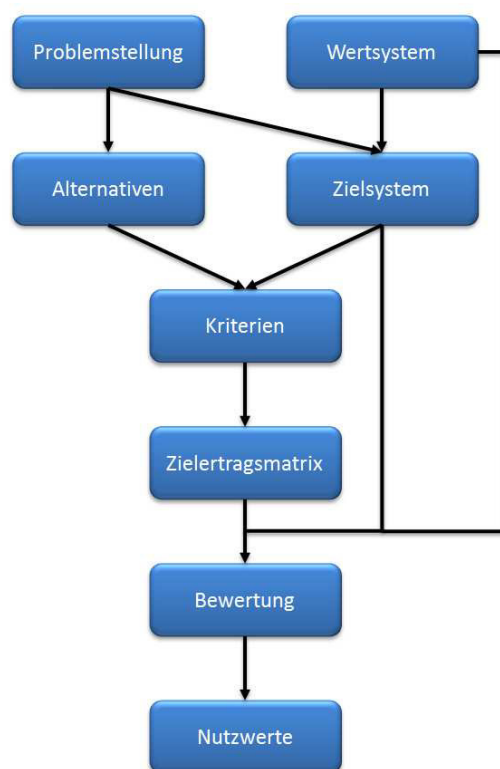 Problemstellung
Wertsystem
Alternativen
Zielsystem
Kriterien
Zielertragsmatrix
Bewertung
Nutzwerte